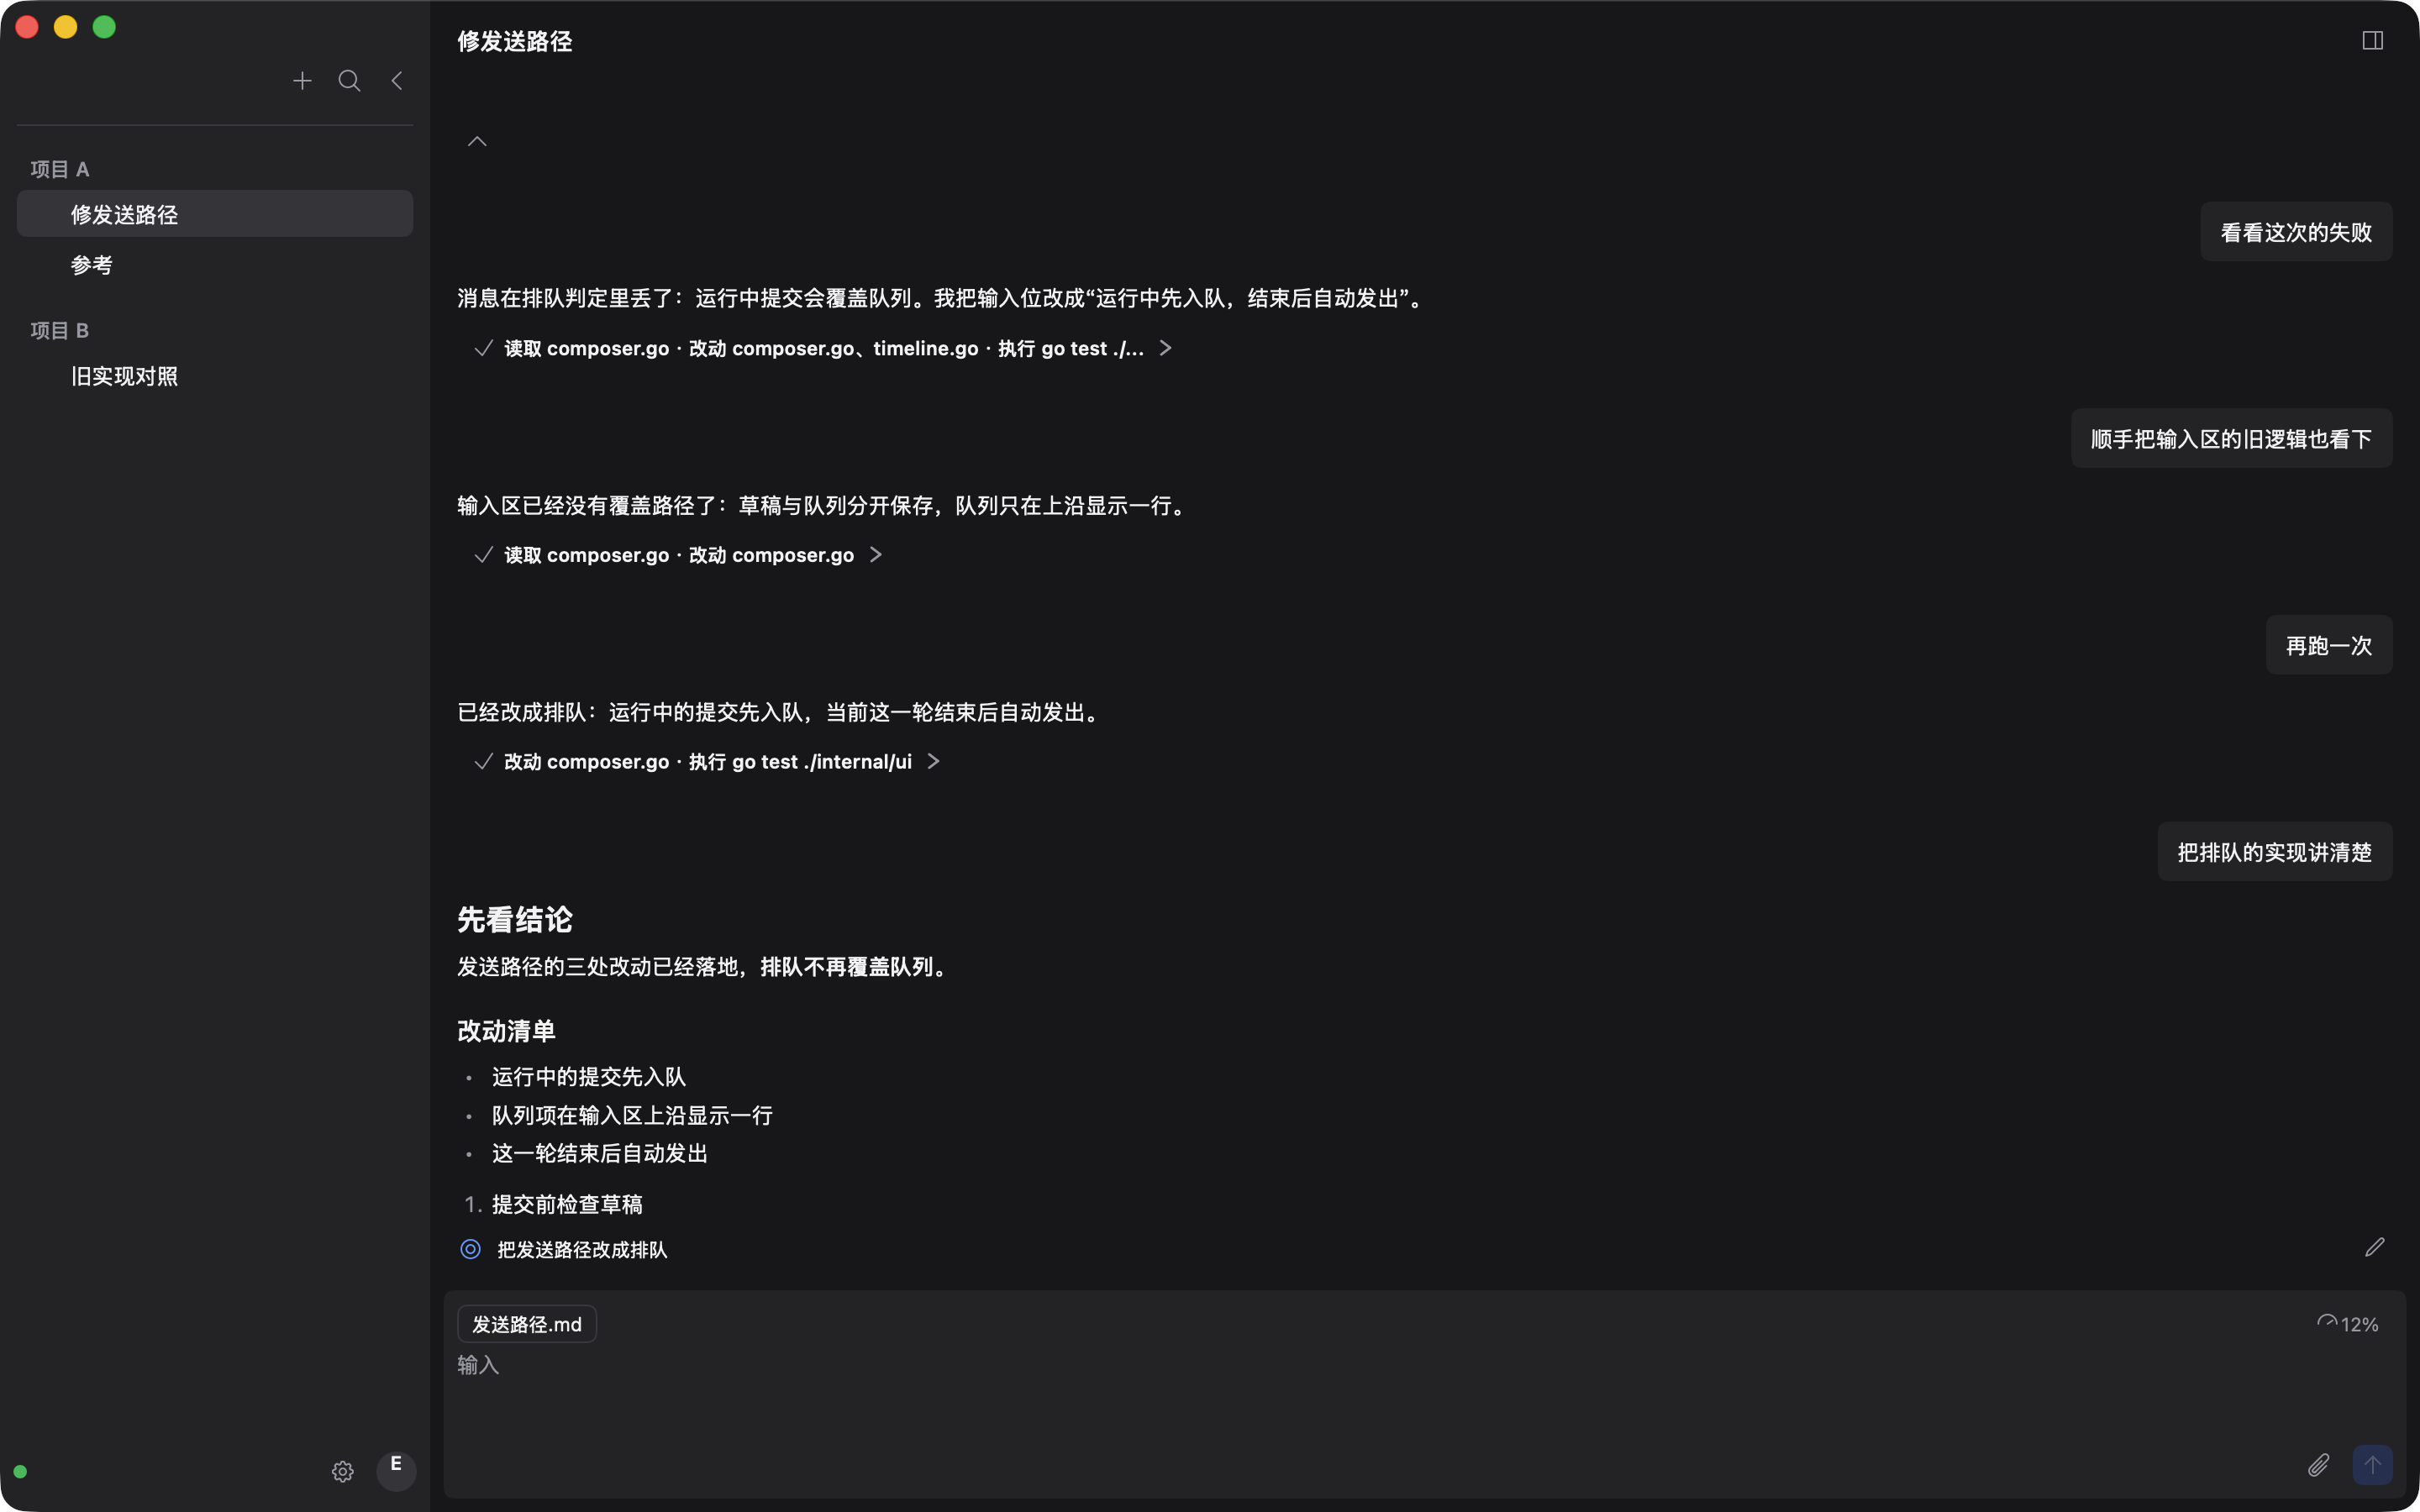 修发送路径
项目 A
修发送路径
参考
项目 B
旧实现对照
看看这次的失败
消息在排队判定里丢了：运行中提交会覆盖队列。我把输入位改成“运行中先入队，结束后自动发出”。
读取 composer.go · 改动 composer.go、timeline.go · 执行 go test ./...
顺手把输入区的旧逻辑也看下
输入区已经没有覆盖路径了：草稿与队列分开保存，队列只在上沿显示一行。
读取 composer.go · 改动 composer.go
再跑一次
已经改成排队：运行中的提交先入队，当前这一轮结束后自动发出。
改动 composer.go · 执行 go test ./internal/ui
把排队的实现讲清楚
先看结论
发送路径的三处改动已经落地，排队不再覆盖队列。
改动清单
• 运行中的提交先入队
• 队列项在输入区上沿显示一行
• 这一轮结束后自动发出
1. 提交前检查草稿
把发送路径改成排队
发送路径.md
12%
输入
E